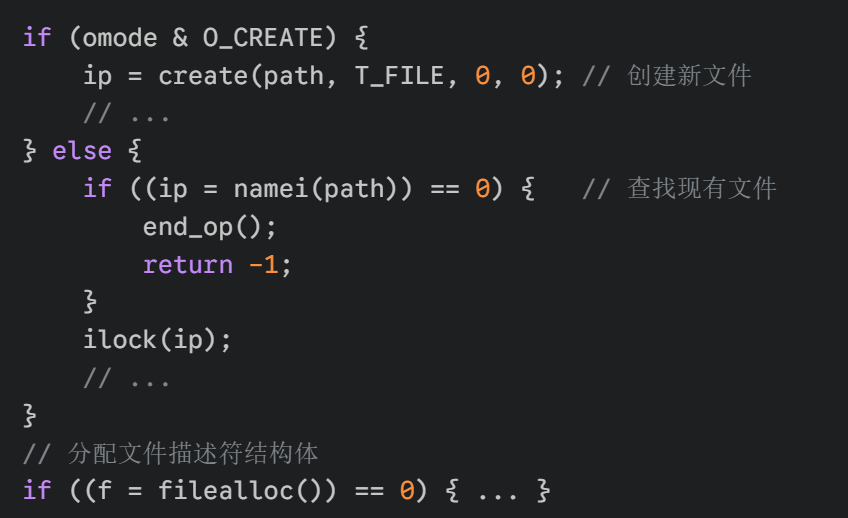 if (omode & O_CREATE) {
    ip = create(path, T_FILE, 0, 0); // 创建新文件
    // ...
} else {
    if ((ip = namei(path)) == 0) {   // 查找现有文件
        end_op();
        return -1;
    }
    ilock(ip);
    // ...
}
// 分配文件描述符结构体
if ((f = filealloc()) == 0) { ... }